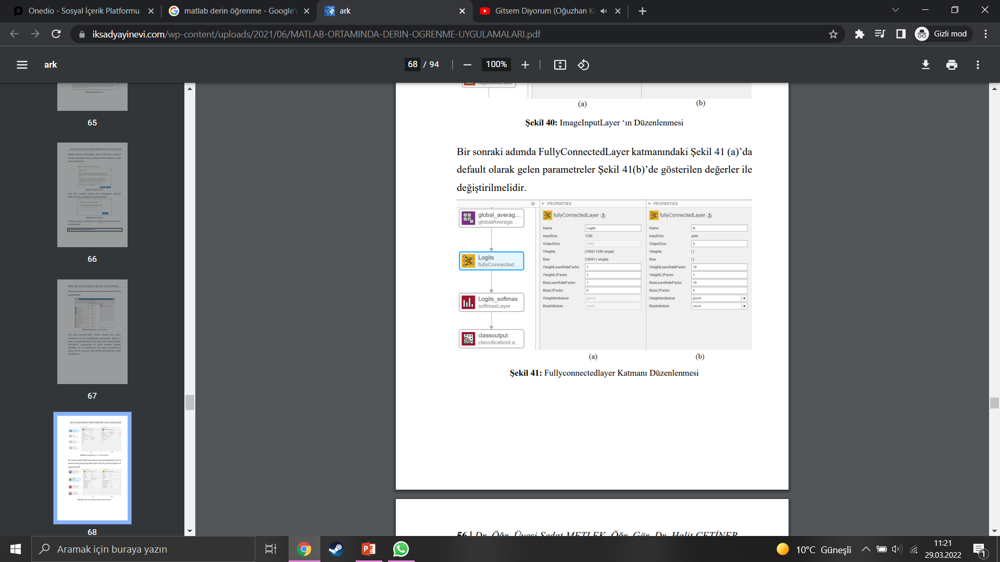 Onedio - Sosyal İçerik Platformu
matlab derin öğrenme - Google'
ark
Gitsem Diyorum (Oğuzhan K
iksadyayinevi.com/wp-content/uploads/2021/06/MATLAB-ORTAMINDA-DERIN-OGRENME-UYGULAMALARI.pdf
Gizli mod
ark
68 / 94
100%
65
66
67
68
(a)
(b)
Şekil 40: ImageInputLayer ‘ın Düzenlenmesi
Bir sonraki adımda FullyConnectedLayer katmanındaki Şekil 41 (a)’da
default olarak gelen parametreler Şekil 41(b)’de gösterilen değerler ile
değiştirilmelidir.
global_averag...
globalAverage...
Logits
fullyConnected...
Logits_softmax
softmaxLayer
classoutput
classificationLa...
PROPERTIES
fullyConnectedLayer
Name Logits
InputSize 1280
OutputSize 1000
Weights [1000×1280 single]
Bias [1000×1 single]
WeightLearnRateFactor 1
WeightL2Factor 1
BiasLearnRateFactor 1
BiasL2Factor 0
WeightsInitializer glorot
BiasInitializer zeros
PROPERTIES
fullyConnectedLayer
Name fc
InputSize auto
OutputSize 5
Weights [ ]
Bias [ ]
WeightLearnRateFactor 10
WeightL2Factor 1
BiasLearnRateFactor 10
BiasL2Factor 0
WeightsInitializer glorot
BiasInitializer zeros
(a)
(b)
Şekil 41: Fullyconnectedlayer Katmanı Düzenlenmesi
56 | Dr. Öğr. Üyesi Sedat METLEK, Öğr. Gör. Dr. Halit ÇETİNER
Aramak için buraya yazın
10°C Güneşli
11:21
29.03.2022
1